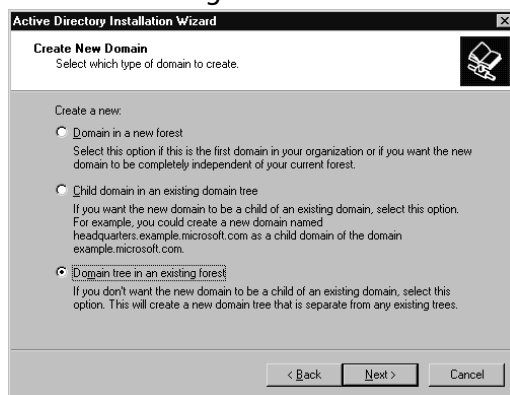 Active Directory Installation Wizard
Create New Domain
Select which type of domain to create.
Create a new:
Domain in a new forest
Select this option if this is the first domain in your organization or if you want the new
domain to be completely independent of your current forest.
Child domain in an existing domain tree
If you want the new domain to be a child of an existing domain, select this option.
For example, you could create a new domain named
headquarters.example.microsoft.com as a child domain of the domain
example.microsoft.com.
Domain tree in an existing forest
If you don't want the new domain to be a child of an existing domain, select this
option. This will create a new domain tree that is separate from any existing trees.
< Back Next > Cancel